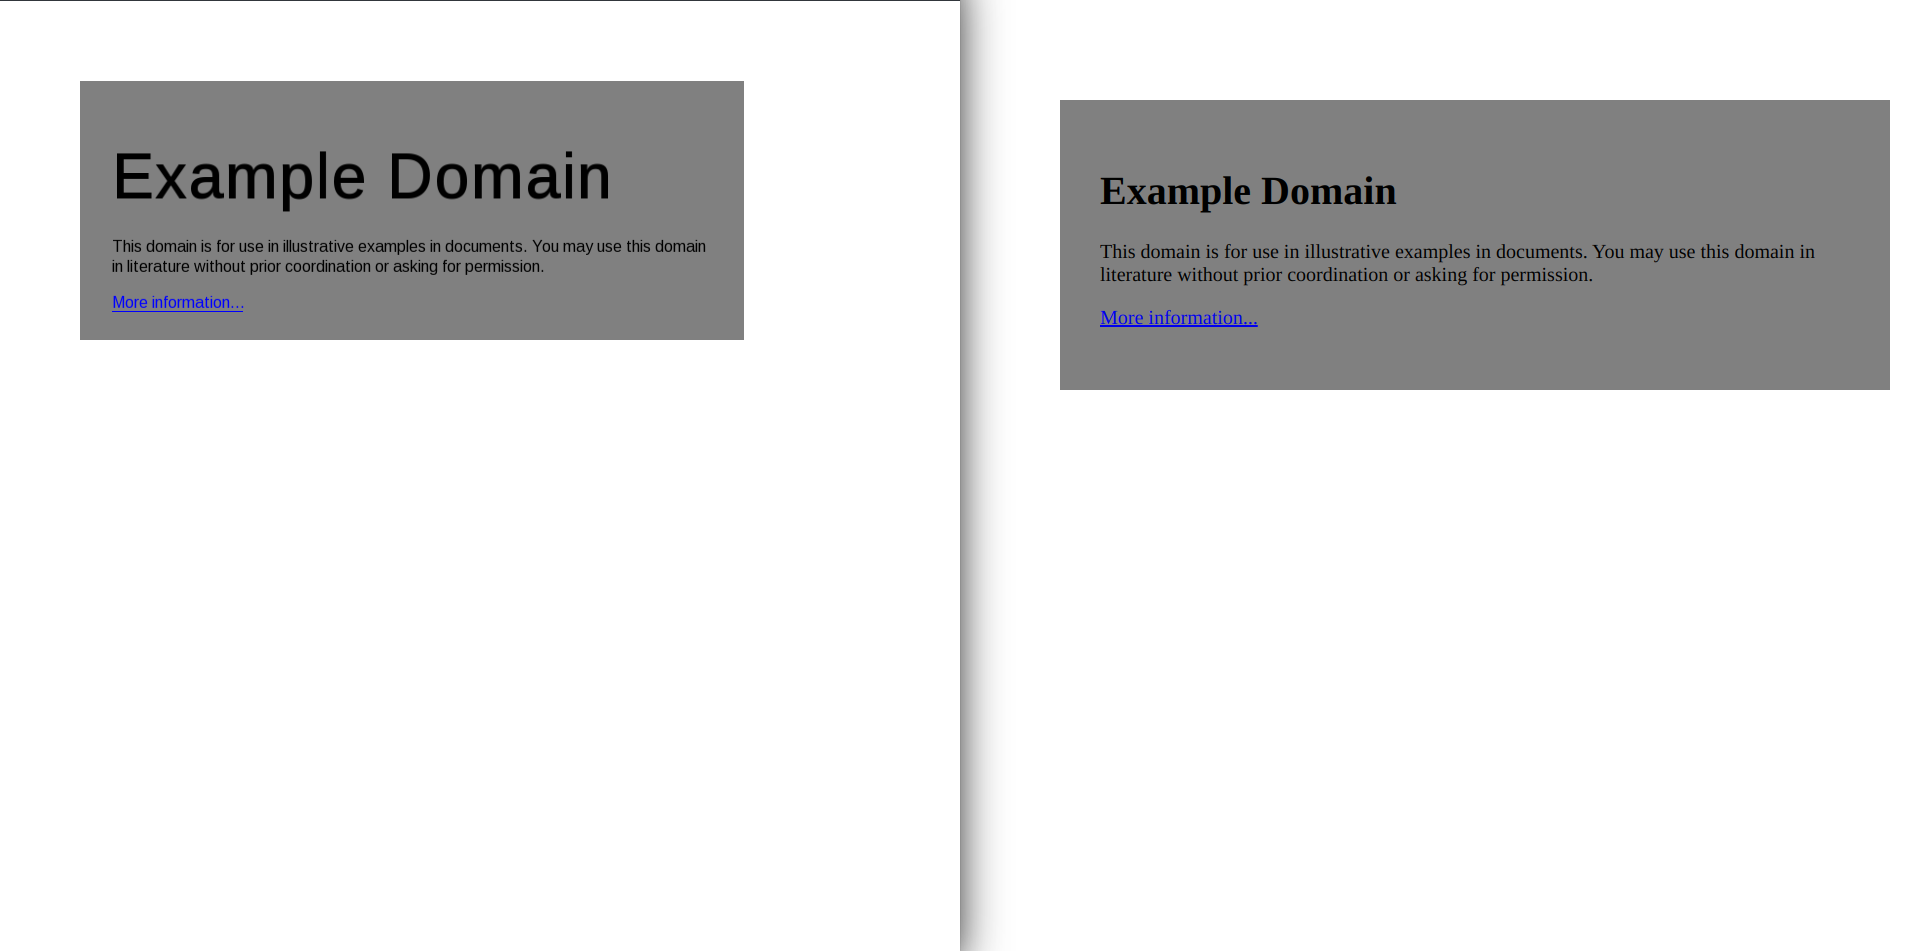 Example Domain
This domain is for use in illustrative examples in documents. You may use this domain
in literature without prior coordination or asking for permission.
More information...
Example Domain
This domain is for use in illustrative examples in documents. You may use this domain in
literature without prior coordination or asking for permission.
More information...